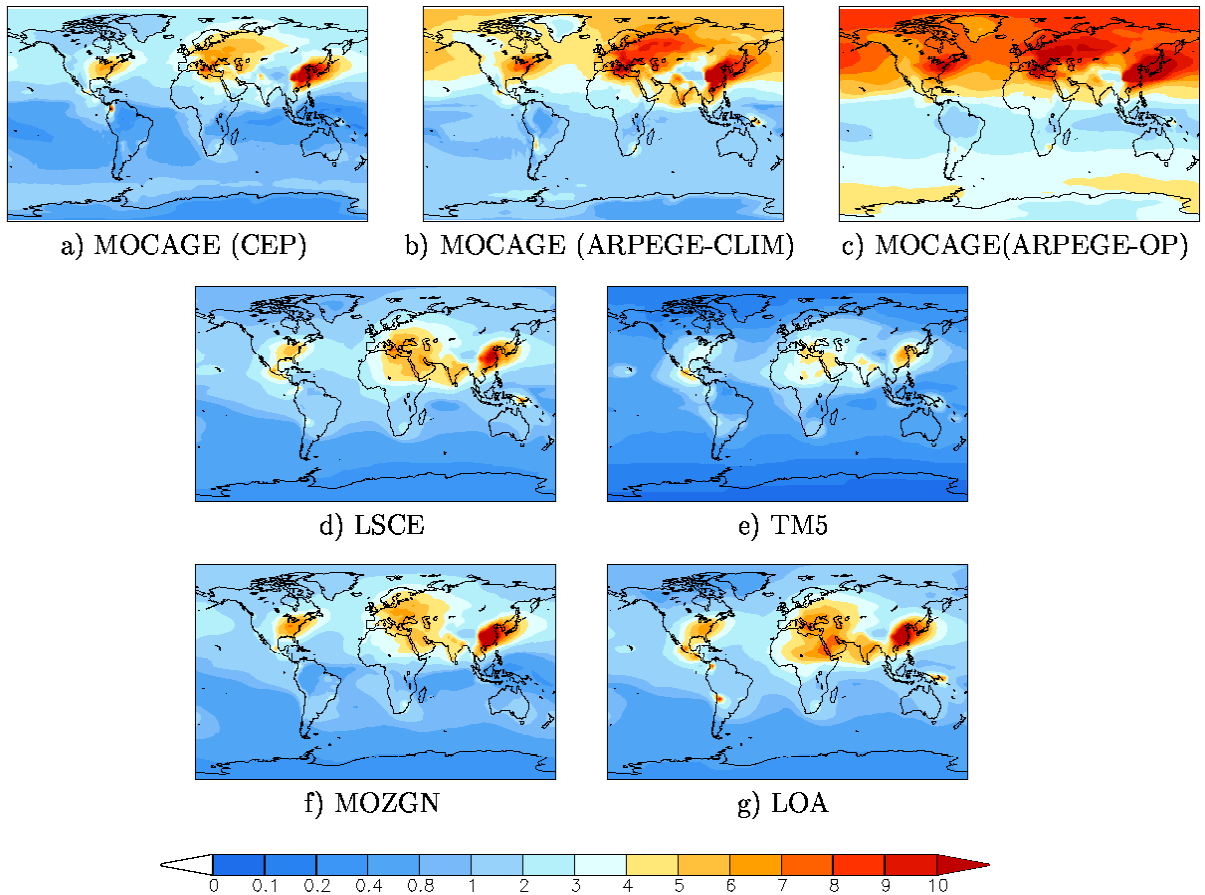 a) MOCAGE (CEP)
b) MOCAGE (ARPEGE-CLIM)
c) MOCAGE(ARPEGE-OP)
d) LSCE
e) TM5
f) MOZGN
g) LOA
0 0.1 0.2 0.4 0.8 1 2 3 4 5 6 7 8 9 10